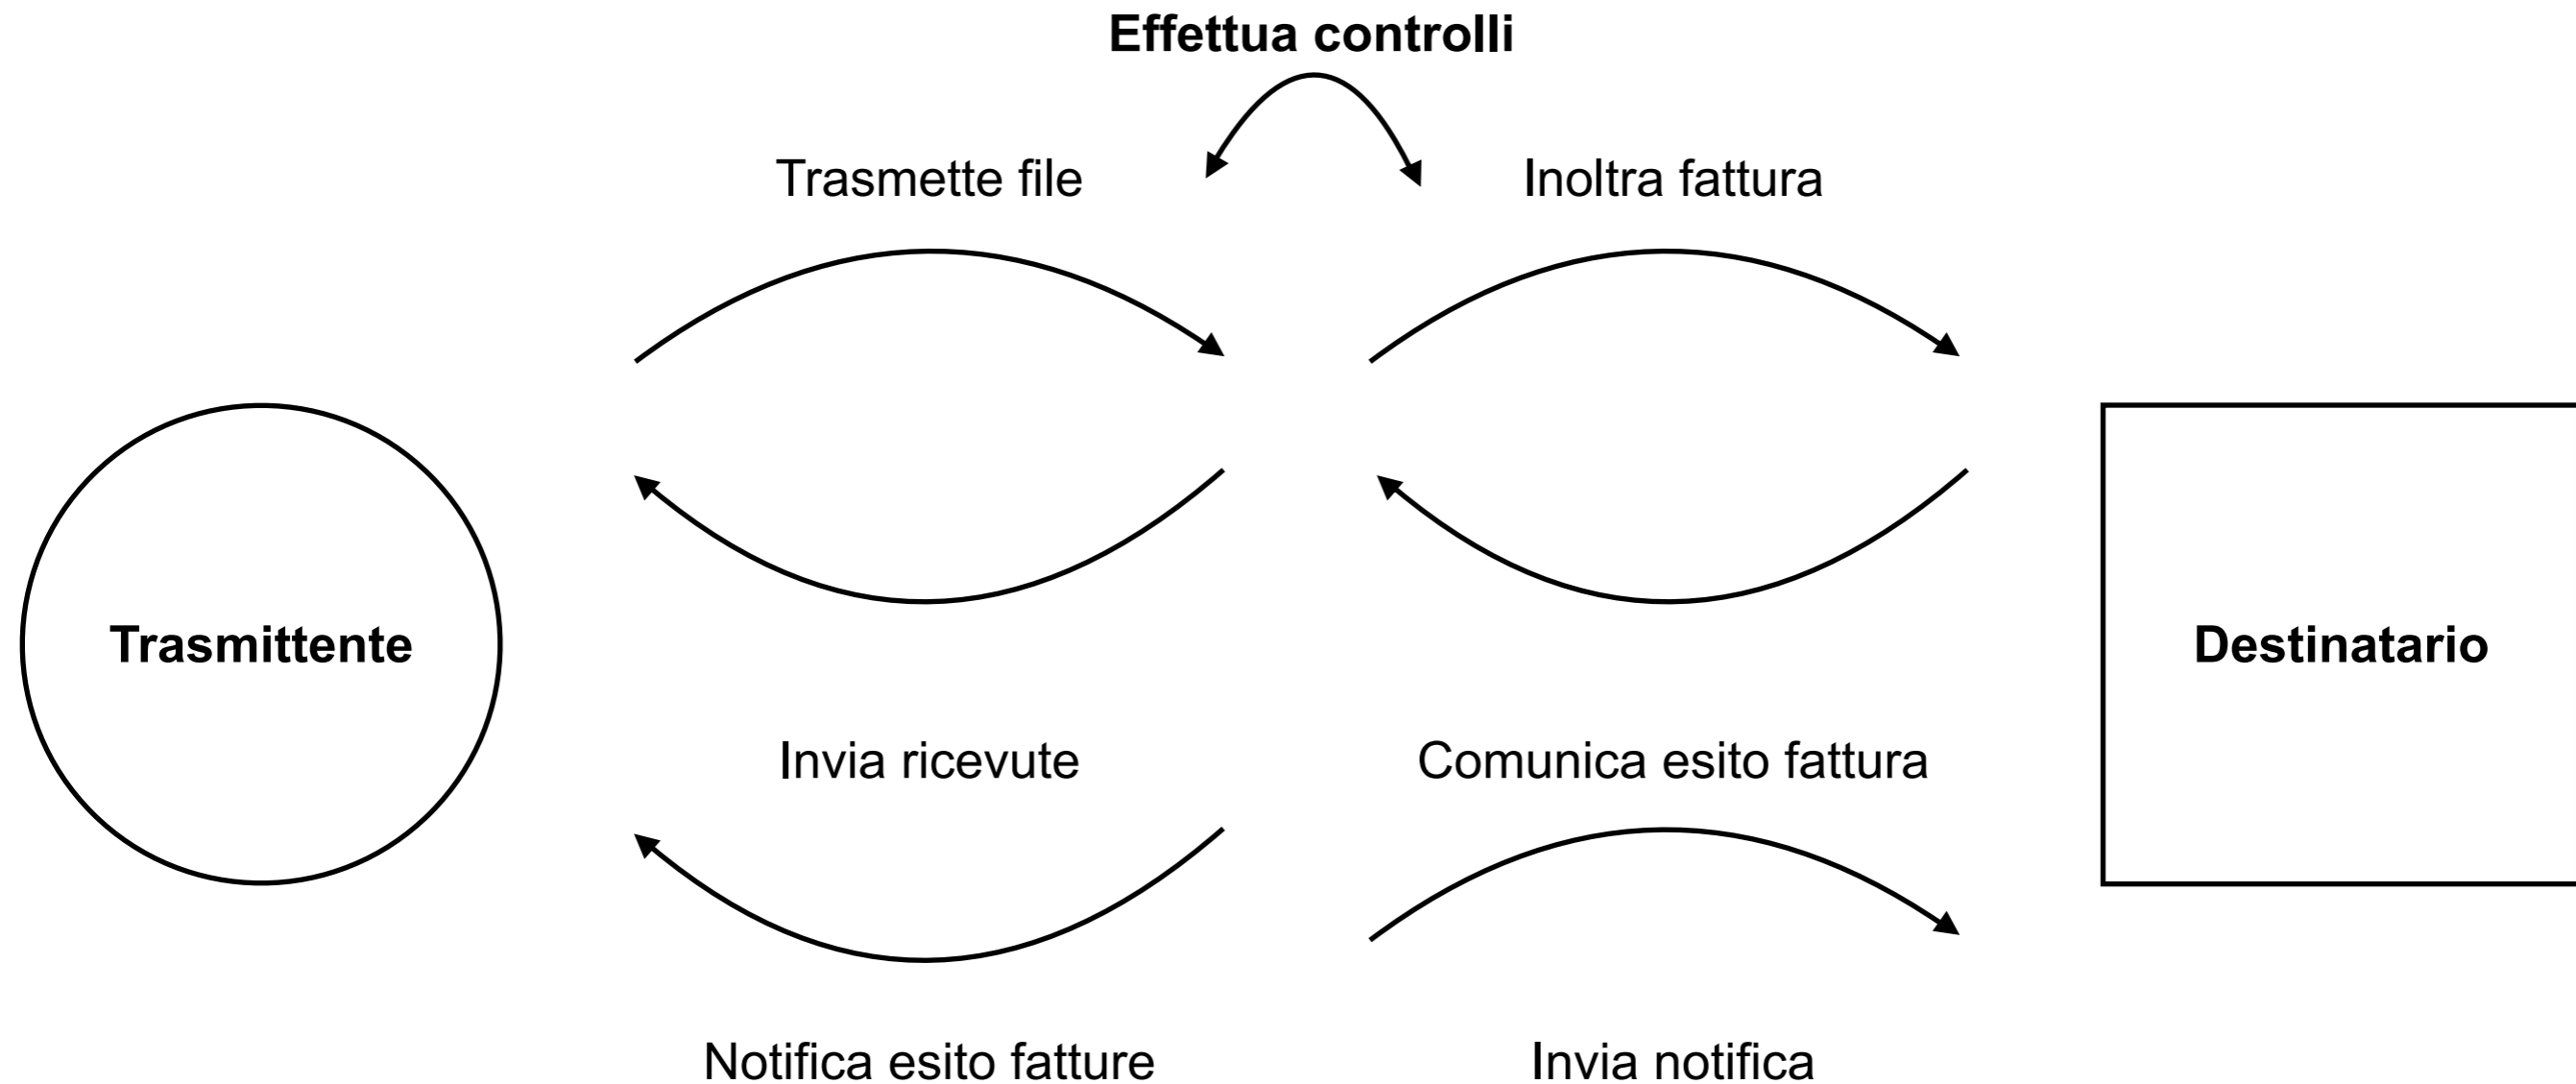 Effettua controlli
Trasmette file
Inoltra fattura
Trasmittente
Destinatario
Invia ricevute
Comunica esito fattura
Notifica esito fatture
Invia notifica